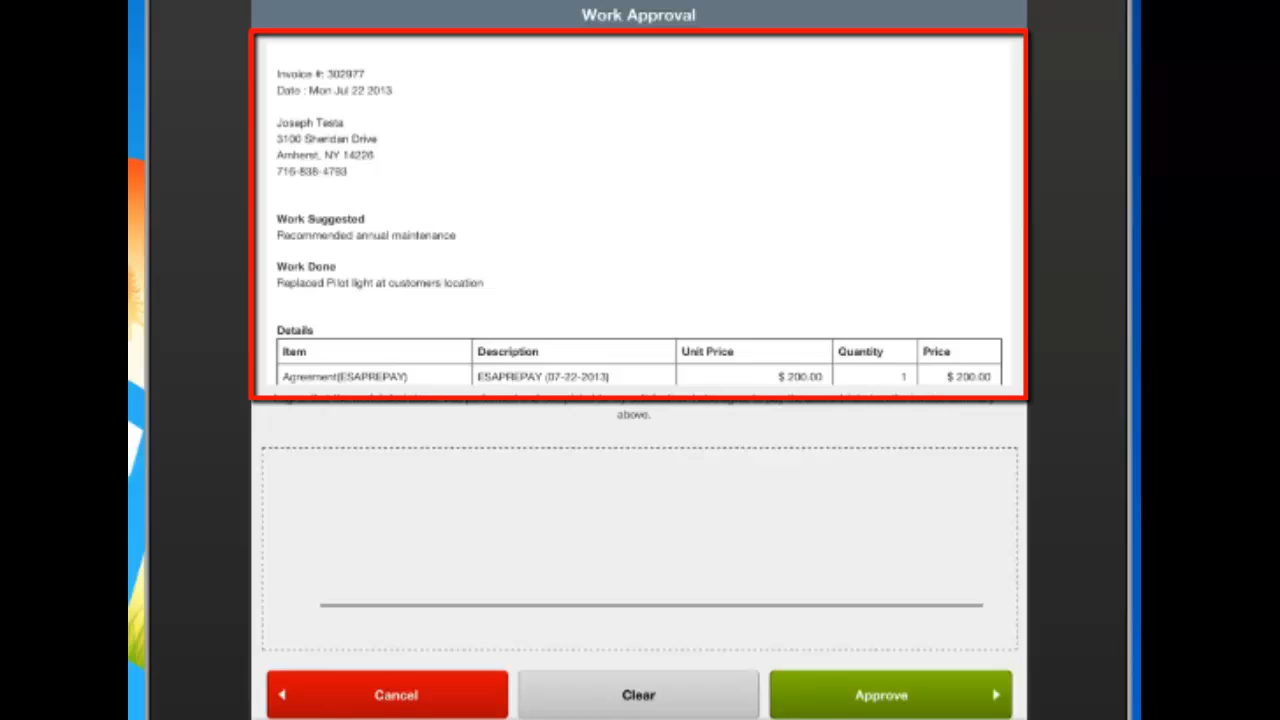 Work Approval
Invoice #: 302977
Date : Mon Jul 22 2013
Joseph Testa
3100 Sheridan Drive
Amherst, NY 14226
716-838-4793
Work Suggested
Recommended annual maintenance
Work Done
Replaced Pilot light at customers location
Details
Item Description Unit Price Quantity Price
Agreement(ESAPREPAY) ESAPREPAY (07-22-2013) $ 200.00 1 $ 200.00
above.
Cancel Clear Approve